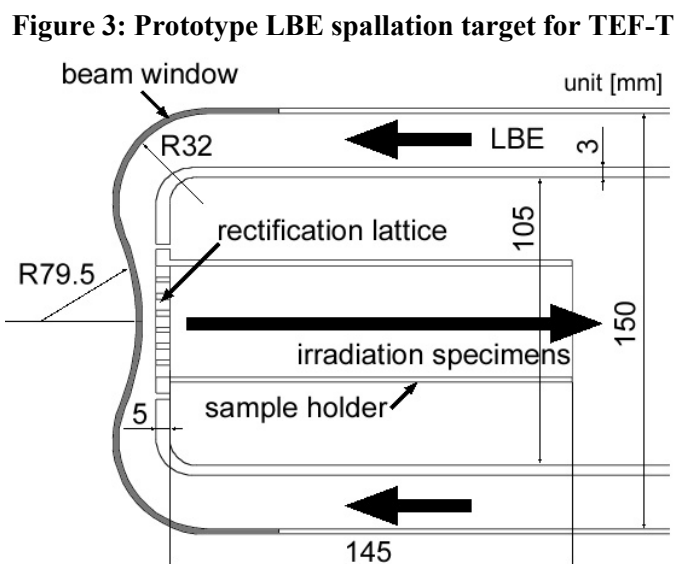 Figure 3: Prototype LBE spallation target for TEF-T
beam window
unit [mm]
LBE
R32
3
rectification lattice
105
R79.5
150
irradiation specimens
5
sample holder
145